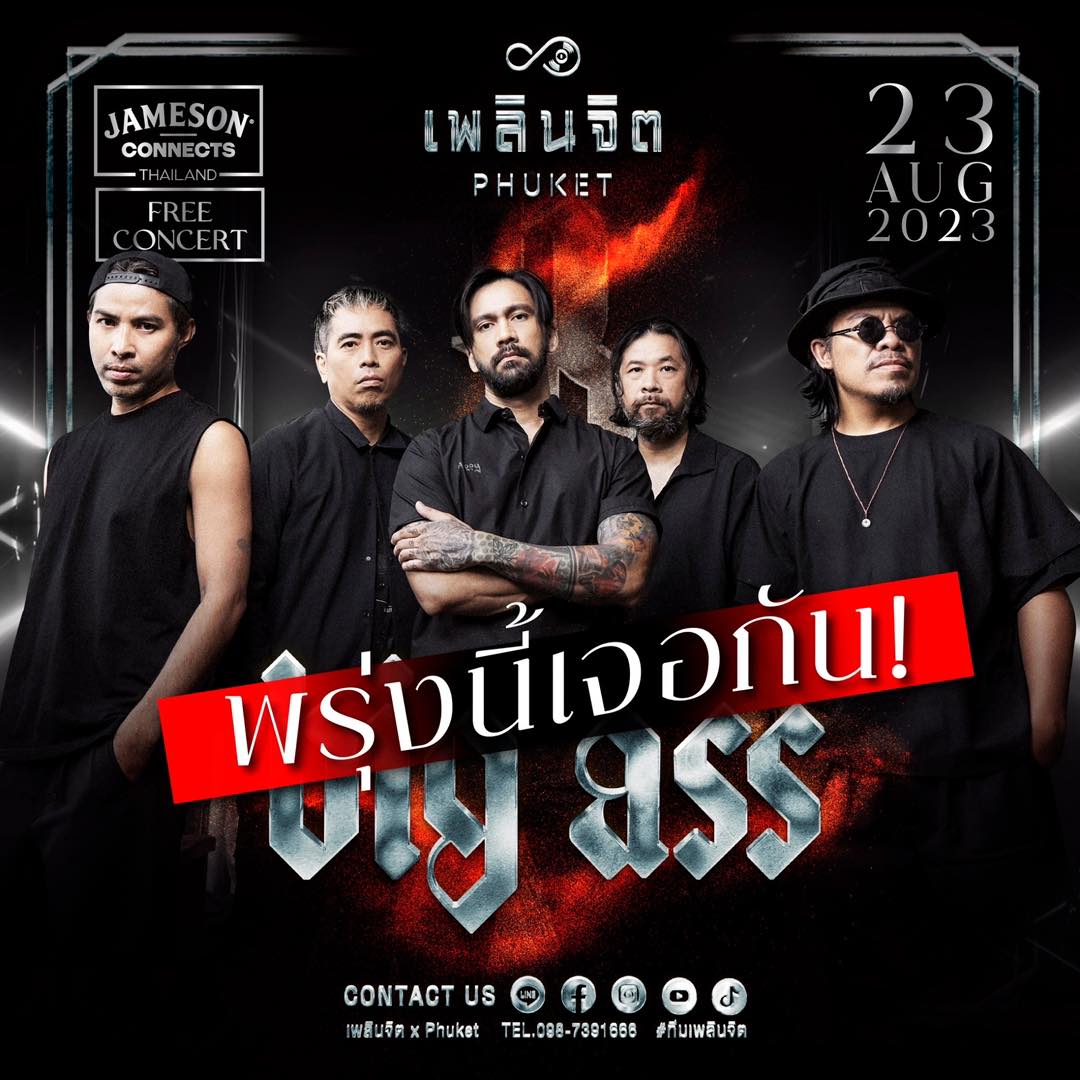 JAMESON
CONNECTS
THAILAND
FREE
CONCERT
เพลินจิต
PHUKET
23
AUG
2023
พรุ่งนี้เจอกัน!
big ass
CONTACT US LINE
เพลินจิต x Phuket TEL.098-7391666 #ทีมเพลินจิต